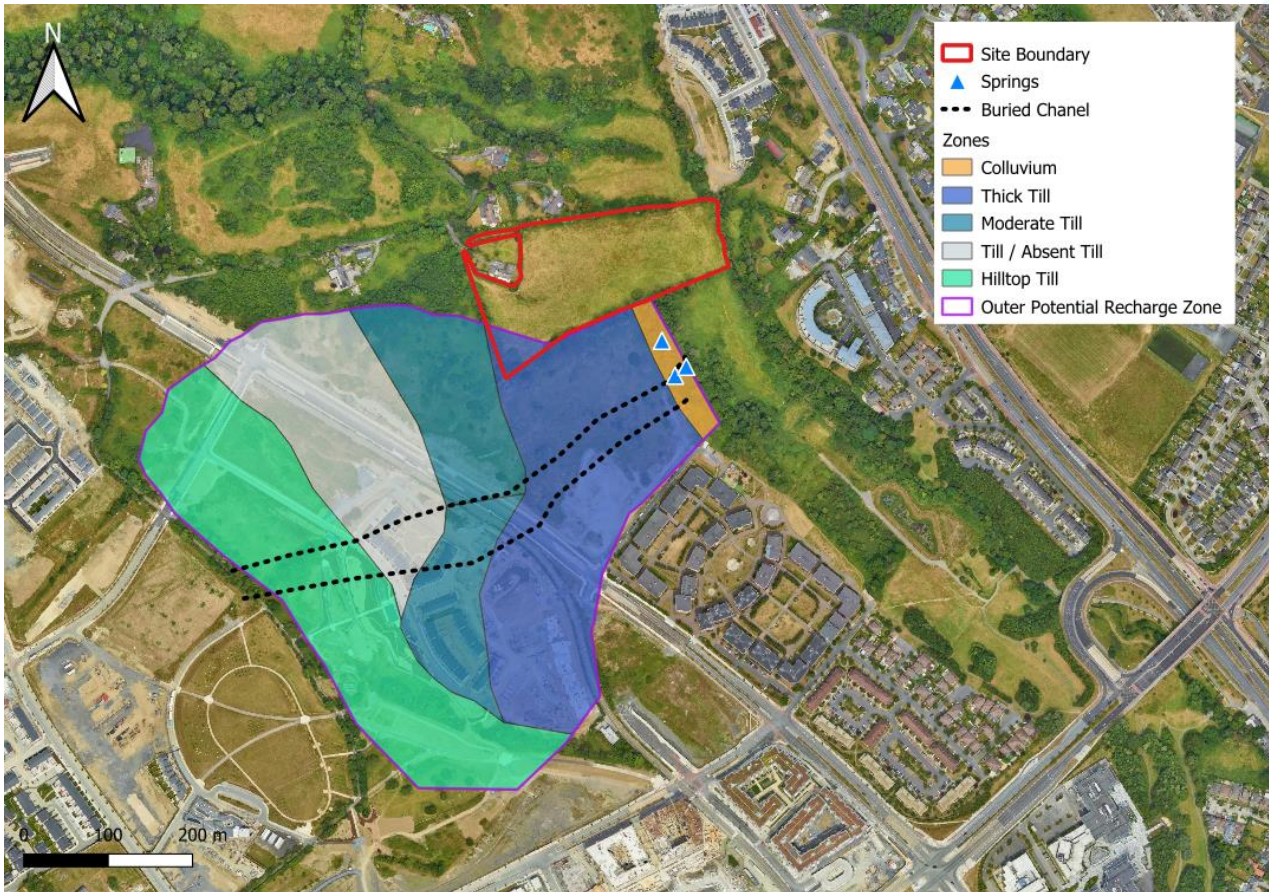 N
Site Boundary
Springs
Buried Chanel
Zones
Colluvium
Thick Till
Moderate Till
Till / Absent Till
Hilltop Till
Outer Potential Recharge Zone
0 100 200 m